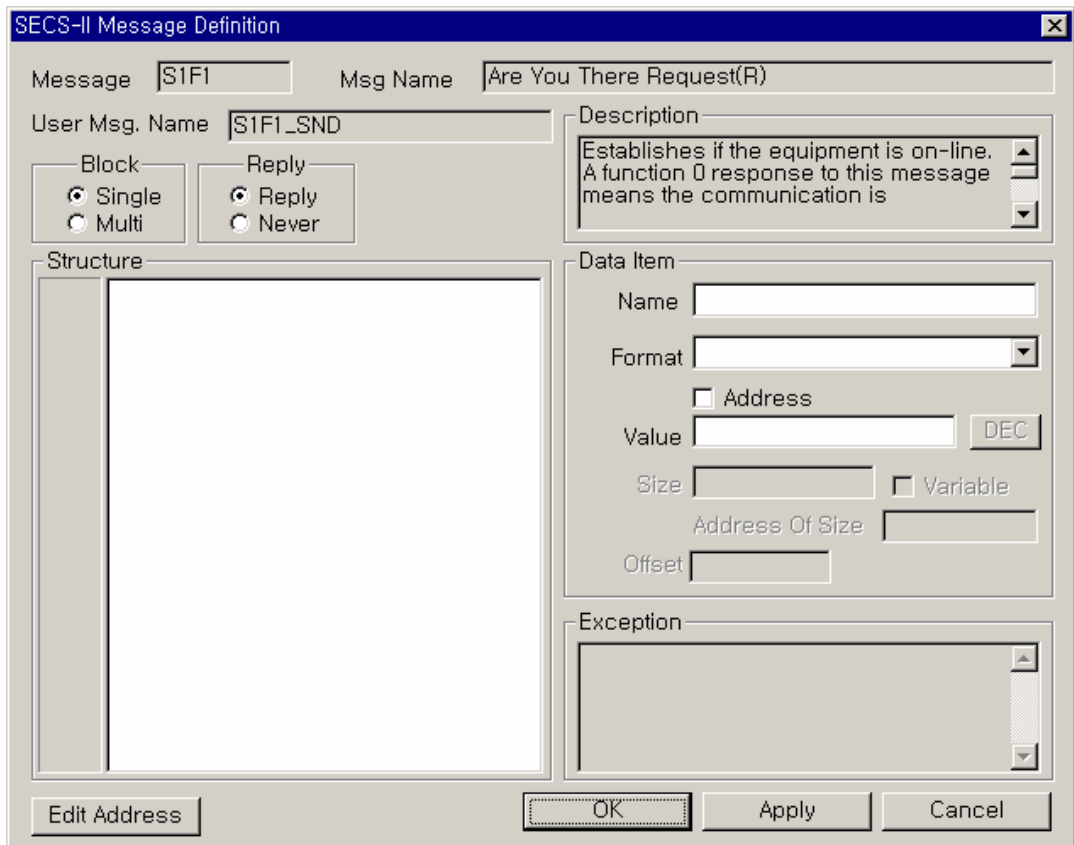 SECS-II Message Definition
Message S1F1 Msg Name Are You There Request(R)
User Msg. Name S1F1_SND
Block
Single
Multi
Reply
Reply
Never
Description
Establishes if the equipment is on-line.
A function 0 response to this message
means the communication is
Structure
Data Item
Name
Format
Address
Value DEC
Size Variable
Address Of Size
Offset
Exception
Edit Address OK Apply Cancel